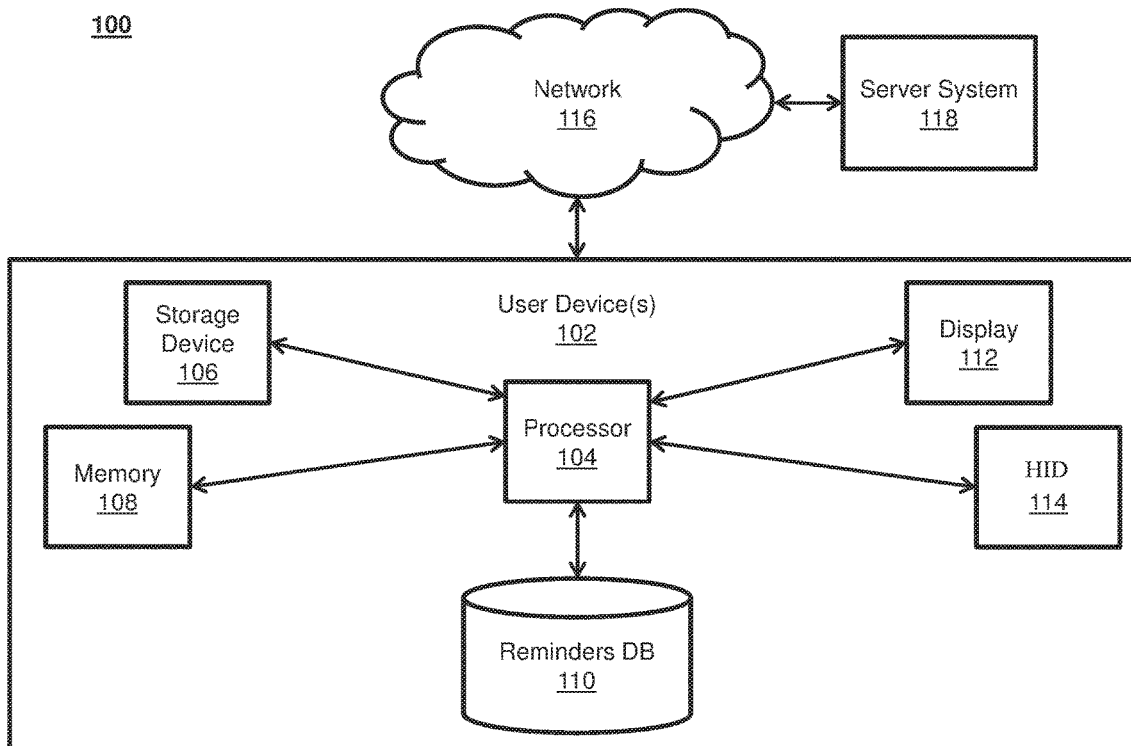 100
Network
116
Server System
118
User Device(s)
102
Storage
Device
106
Display
112
Processor
104
Memory
108
HID
114
Reminders DB
110